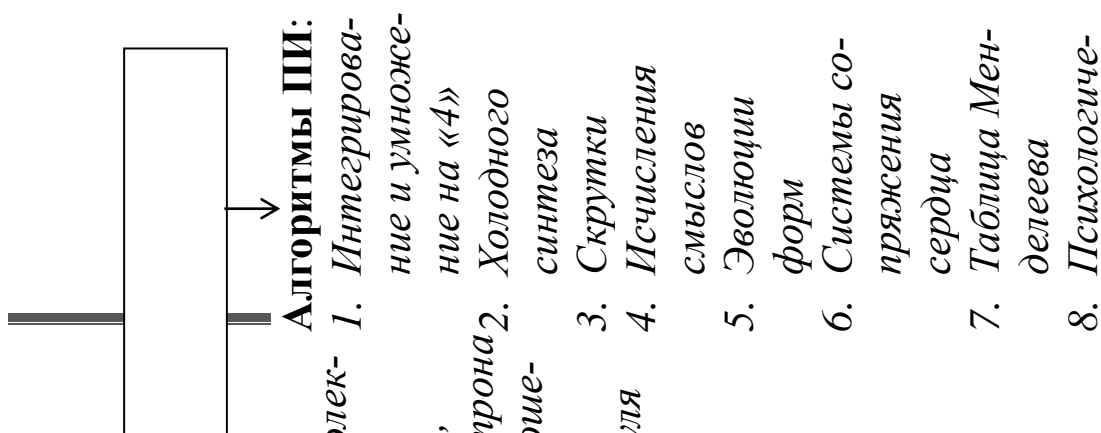 Алгоритмы ПИ:
1. Интегрирова-
ние и умноже-
ние на «4»
2. Холодного
синтеза
3. Скрутки
4. Исчисления
смыслов
5. Эволюции
форм
6. Системы со-
пряжения
сердца
7. Таблица Мен-
делеева
8. Психологиче-